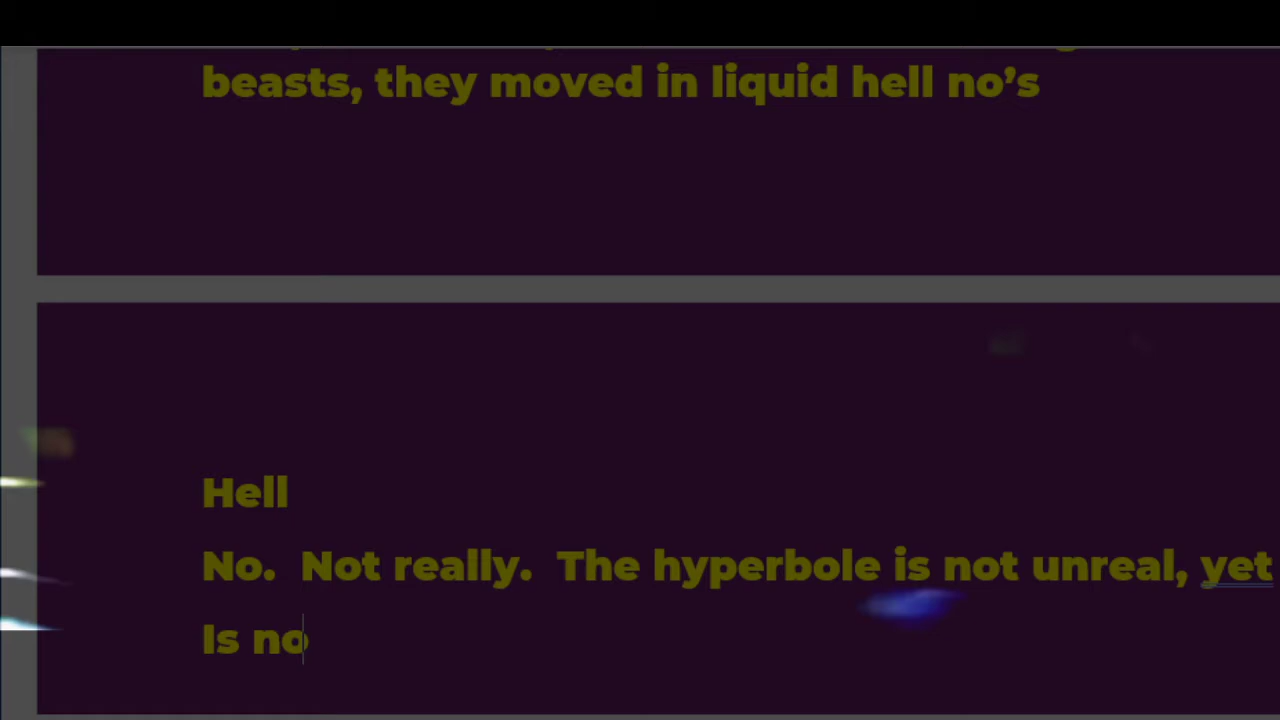 beasts, they moved in liquid hell no’s
Hell
No.  Not really.  The hyperbole is not unreal, yet
Is no